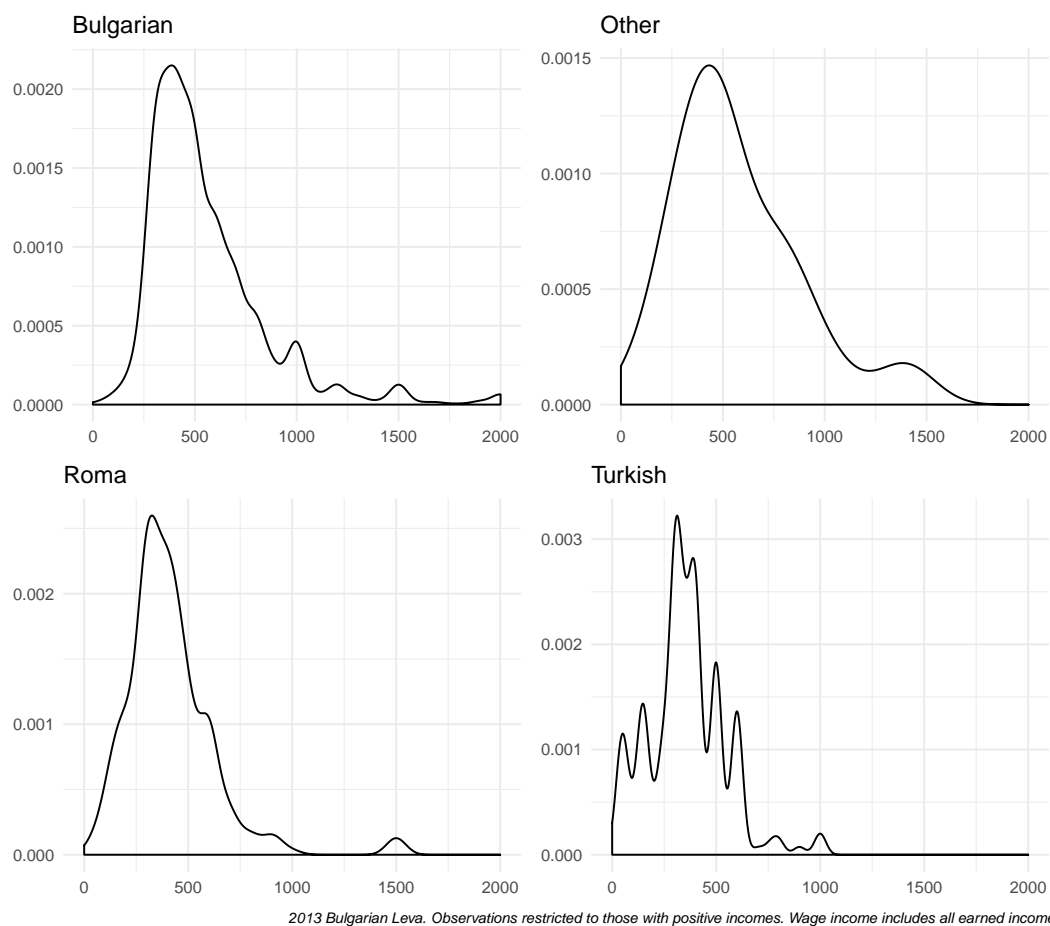 Bulgarian
0.0020
0.0015
0.0010
0.0005
0.0000
0 500 1000 1500 2000
Other
0.0015
0.0010
0.0005
0.0000
0 500 1000 1500 2000
Roma
0.002
0.001
0.000
0 500 1000 1500 2000
Turkish
0.003
0.002
0.001
0.000
0 500 1000 1500 2000
2013 Bulgarian Leva. Observations restricted to those with positive incomes. Wage income includes all earned income